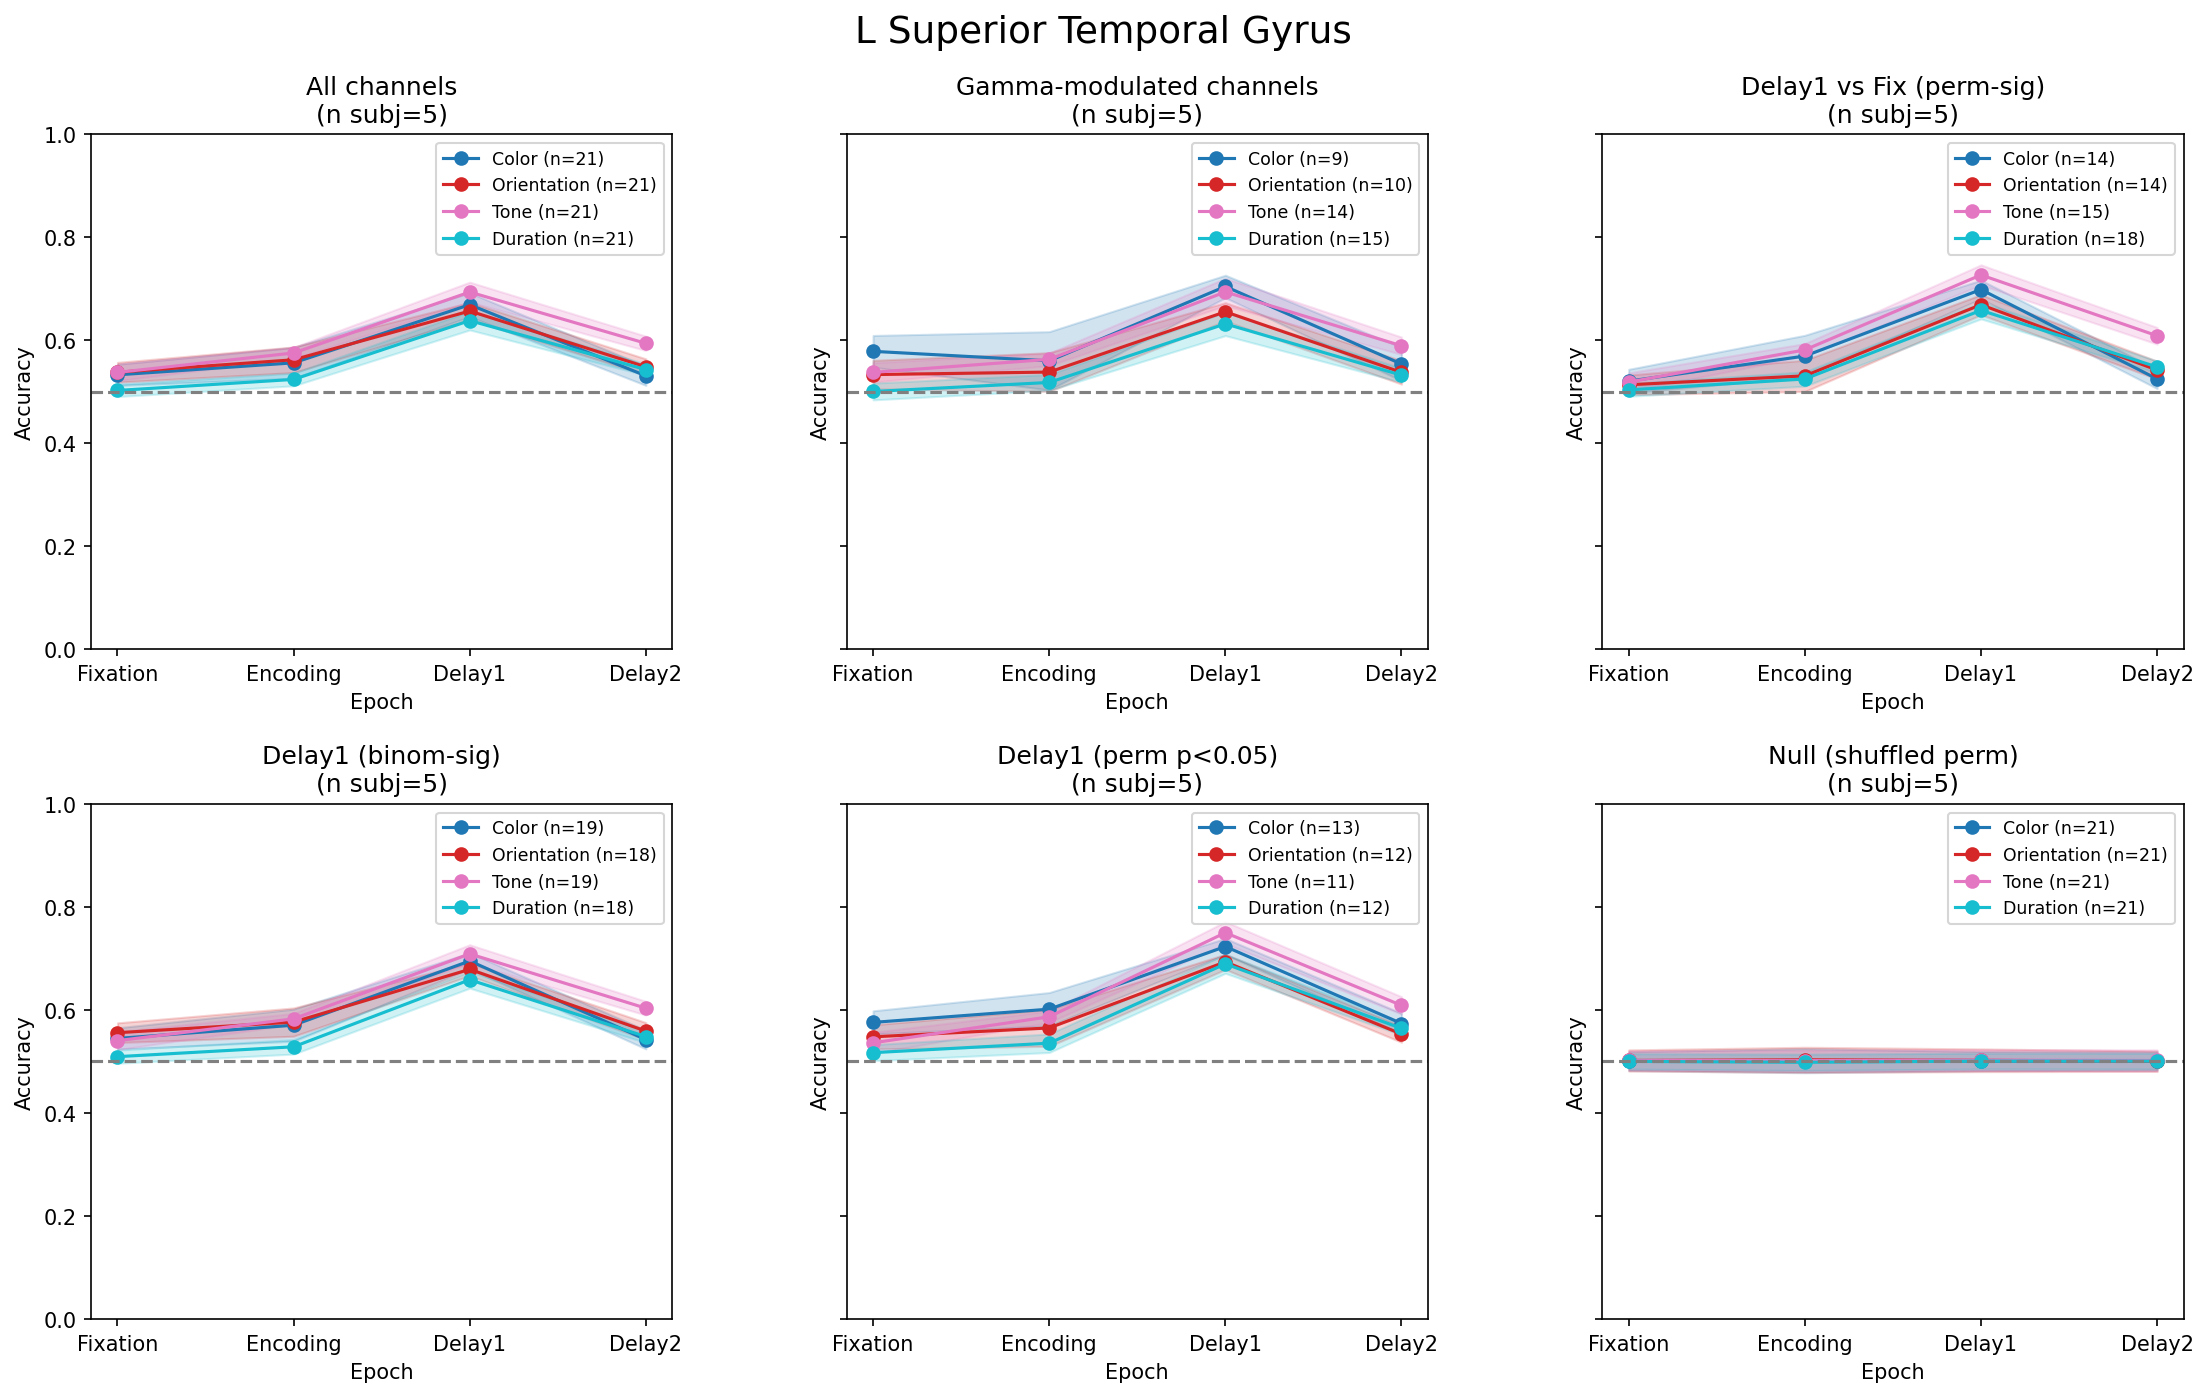 L Superior Temporal Gyrus
All channels
(n subj=5)
Accuracy
1.0
0.8
0.6
0.4
0.2
0.0
Color (n=21)
Orientation (n=21)
Tone (n=21)
Duration (n=21)
Fixation
Encoding
Delay1
Delay2
Epoch
Gamma-modulated channels
(n subj=5)
Accuracy
Color (n=9)
Orientation (n=10)
Tone (n=14)
Duration (n=15)
Fixation
Encoding
Delay1
Delay2
Epoch
Delay1 vs Fix (perm-sig)
(n subj=5)
Accuracy
Color (n=14)
Orientation (n=14)
Tone (n=15)
Duration (n=18)
Fixation
Encoding
Delay1
Delay2
Epoch
Delay1 (binom-sig)
(n subj=5)
Accuracy
1.0
0.8
0.6
0.4
0.2
0.0
Color (n=19)
Orientation (n=18)
Tone (n=19)
Duration (n=18)
Fixation
Encoding
Delay1
Delay2
Epoch
Delay1 (perm p<0.05)
(n subj=5)
Accuracy
Color (n=13)
Orientation (n=12)
Tone (n=11)
Duration (n=12)
Fixation
Encoding
Delay1
Delay2
Epoch
Null (shuffled perm)
(n subj=5)
Accuracy
Color (n=21)
Orientation (n=21)
Tone (n=21)
Duration (n=21)
Fixation
Encoding
Delay1
Delay2
Epoch